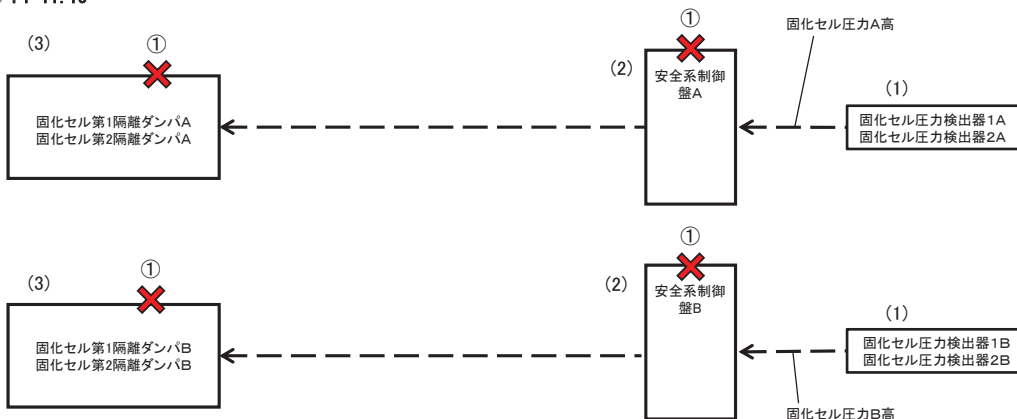 (3)
①
固化セル第1隔離ダンパA
固化セル第2隔離ダンパA
(2)
①
安全系制御
盤A
固化セル圧力A高
(1)
固化セル圧力検出器1A
固化セル圧力検出器2A
(3)
①
固化セル第1隔離ダンパB
固化セル第2隔離ダンパB
(2)
①
安全系制御
盤B
(1)
固化セル圧力検出器1B
固化セル圧力検出器2B
固化セル圧力B高